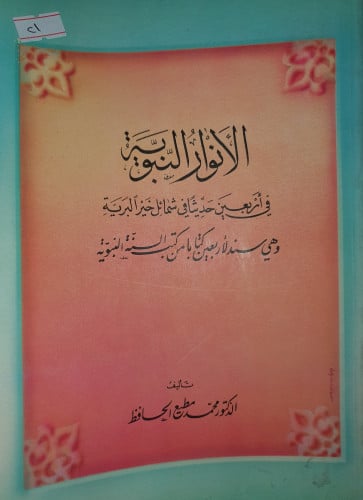 ٢١
الأنوار النبوية
في أربعين حديثا في شمائل خير البرية
وهي سند لأربعين كتابا من كتب السنة النبوية
تأليف
الدكتور محمد مطيع الحافظ